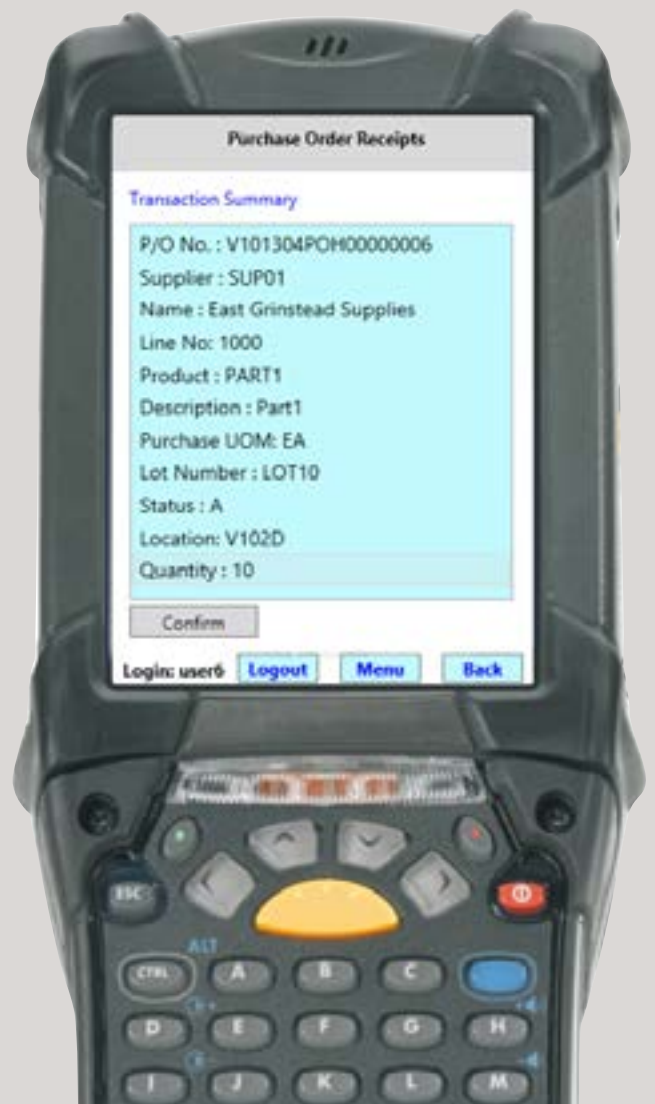 Purchase Order Receipts
Transaction Summary
P/O No. : V101304POH00000006
Supplier : SUP01
Name : East Grinstead Supplies
Line No: 1000
Product : PART1
Description : Part1
Purchase UOM: EA
Lot Number : LOT10
Status : A
Location: V102D
Quantity : 10
Confirm
Login: user6 Logout Menu Back
ESC
ALT
CTRL A B C
D E F G H
I J K L M